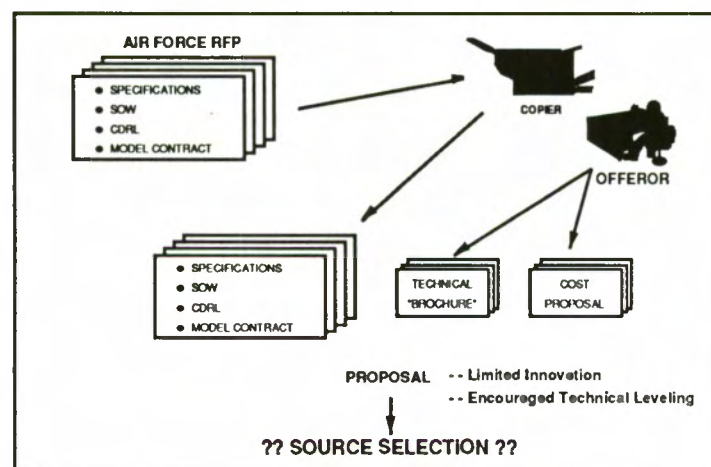 AIR FORCE RFP
● SPECIFICATIONS
● SOW
● CDRL
● MODEL CONTRACT
COPIER
OFFEROR
● SPECIFICATIONS
● SOW
● CDRL
● MODEL CONTRACT
TECHNICAL
"BROCHURE"
COST
PROPOSAL
PROPOSAL
-- Limited Innovation
-- Encouraged Technical Leveling
?? SOURCE SELECTION ??